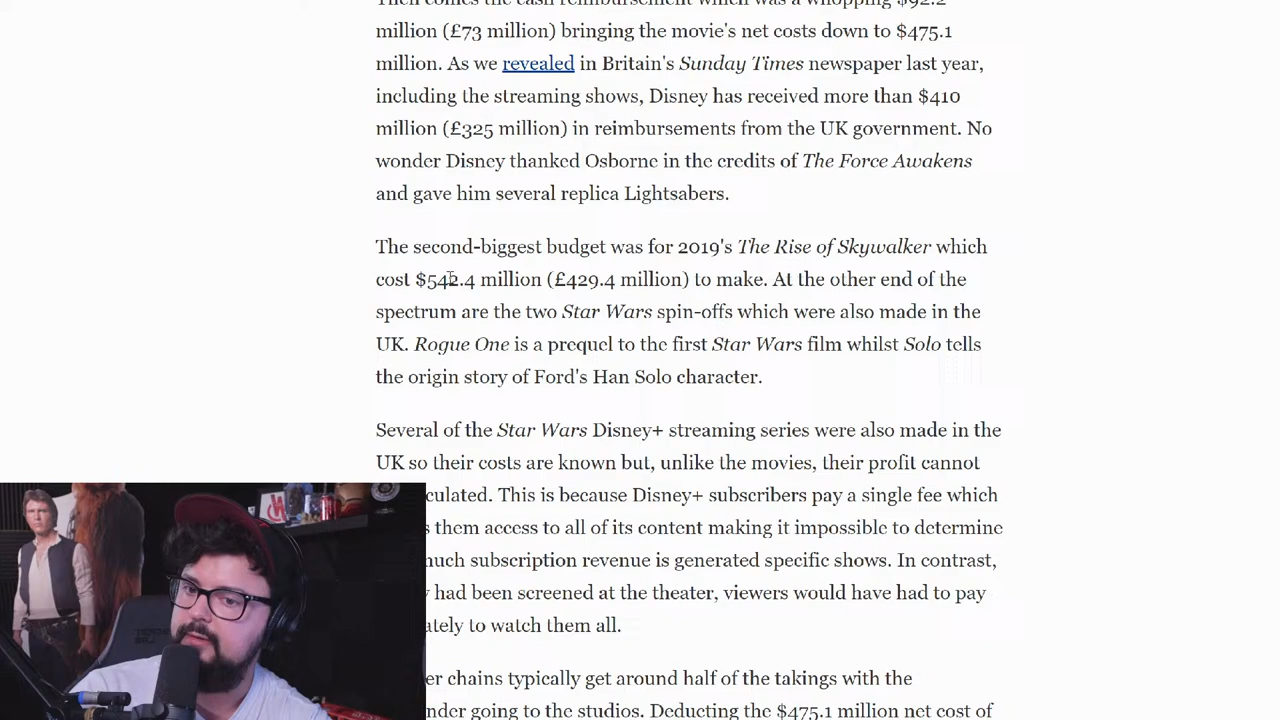 Then comes the cash reimbursement which was a whopping $92.2
million (£73 million) bringing the movie's net costs down to $475.1
million. As we revealed in Britain's Sunday Times newspaper last year,
including the streaming shows, Disney has received more than $410
million (£325 million) in reimbursements from the UK government. No
wonder Disney thanked Osborne in the credits of The Force Awakens
and gave him several replica Lightsabers.
The second-biggest budget was for 2019's The Rise of Skywalker which
cost $542.4 million (£429.4 million) to make. At the other end of the
spectrum are the two Star Wars spin-offs which were also made in the
UK. Rogue One is a prequel to the first Star Wars film whilst Solo tells
the origin story of Ford's Han Solo character.
Several of the Star Wars Disney+ streaming series were also made in the
UK so their costs are known but, unlike the movies, their profit cannot
culated. This is because Disney+ subscribers pay a single fee which
s them access to all of its content making it impossible to determine
much subscription revenue is generated specific shows. In contrast,
had been screened at the theater, viewers would have had to pay
ately to watch them all.
er chains typically get around half of the takings with the
nder going to the studios. Deducting the $475.1 million net cost of